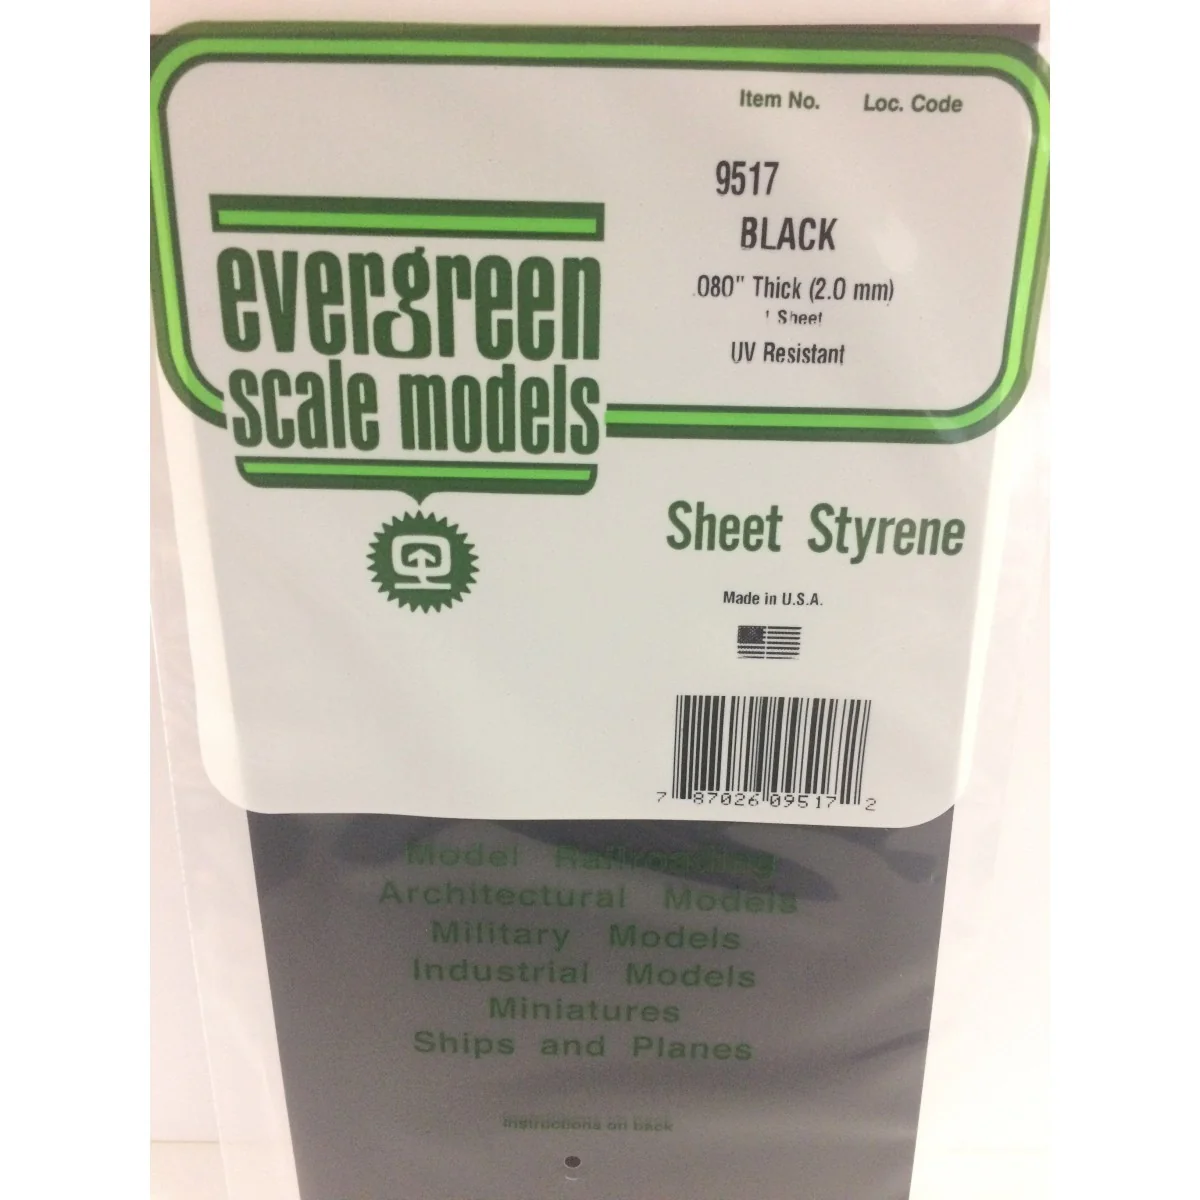 Item No. Loc. Code
9517
BLACK
.080" Thick (2.0 mm)
1 Sheet
UV Resistant
evergreen
scale models
Sheet Styrene
Made in U.S.A.
7 87026 09517 2
Model Railroading
Architectural Models
Military Models
Industrial Models
Miniatures
Ships and Planes
Instructions on back